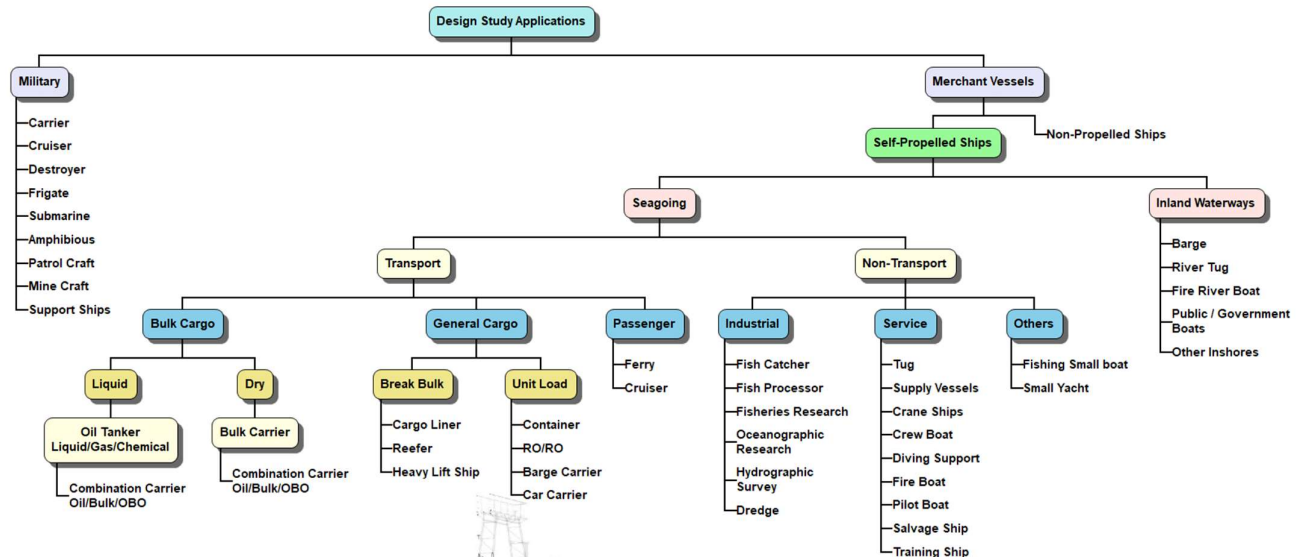 Design Study Applications
Military
Merchant Vessels
Carrier
Cruiser
Destroyer
Frigate
Submarine
Amphibious
Patrol Craft
Mine Craft
Support Ships
Self-Propelled Ships
Non-Propelled Ships
Seagoing
Inland Waterways
Barge
River Tug
Fire River Boat
Public / Government
Boats
Other Inshores
Transport
Non-Transport
Bulk Cargo
General Cargo
Passenger
Industrial
Service
Others
Liquid
Dry
Oil Tanker
Liquid/Gas/Chemical
Bulk Carrier
Combination Carrier
Oil/Bulk/OBO
Combination Carrier
Oil/Bulk/OBO
Break Bulk
Unit Load
Cargo Liner
Reefer
Heavy Lift Ship
Container
RO/RO
Barge Carrier
Car Carrier
Ferry
Cruiser
Fish Catcher
Fish Processor
Fisheries Research
Oceanographic
Research
Hydrographic
Survey
Dredge
Tug
Supply Vessels
Crane Ships
Crew Boat
Diving Support
Fire Boat
Pilot Boat
Salvage Ship
Training Ship
Fishing Small boat
Small Yacht